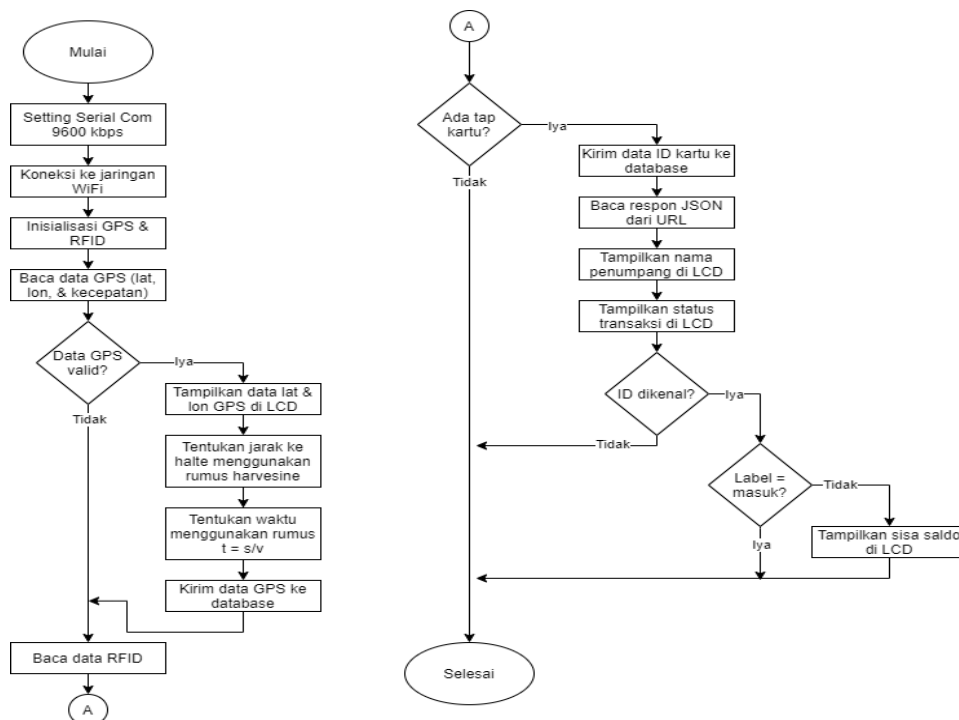 Mulai
Setting Serial Com
9600 kbps
Koneksi ke jaringan
WiFi
Inisialisasi GPS &
RFID
Baca data GPS (lat,
lon, & kecepatan)
Data GPS
valid?
Iya
Tidak
Tampilkan data lat &
lon GPS di LCD
Tentukan jarak ke
halte menggunakan
rumus harvesine
Tentukan waktu
menggunakan rumus
t = s/v
Kirim data GPS ke
database
Baca data RFID
A
A
Ada tap
kartu?
Iya
Tidak
Kirim data ID kartu ke
database
Baca respon JSON
dari URL
Tampilkan nama
penumpang di LCD
Tampilkan status
transaksi di LCD
ID dikenal?
Iya
Tidak
Label =
masuk?
Tidak
Iya
Tampilkan sisa saldo
di LCD
Selesai